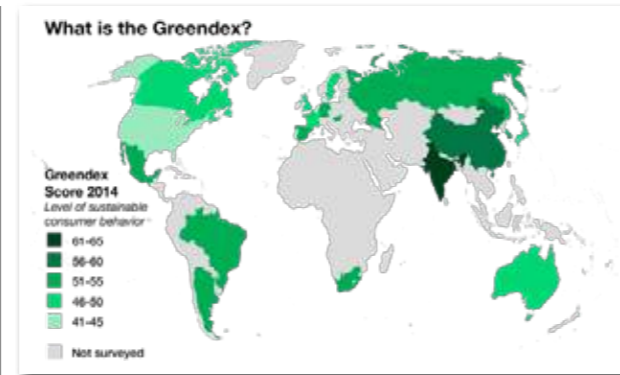 What is the Greendex?
Greendex
Score 2014
Level of sustainable
consumer behavior
61-65
56-60
51-55
46-50
41-45
Not surveyed